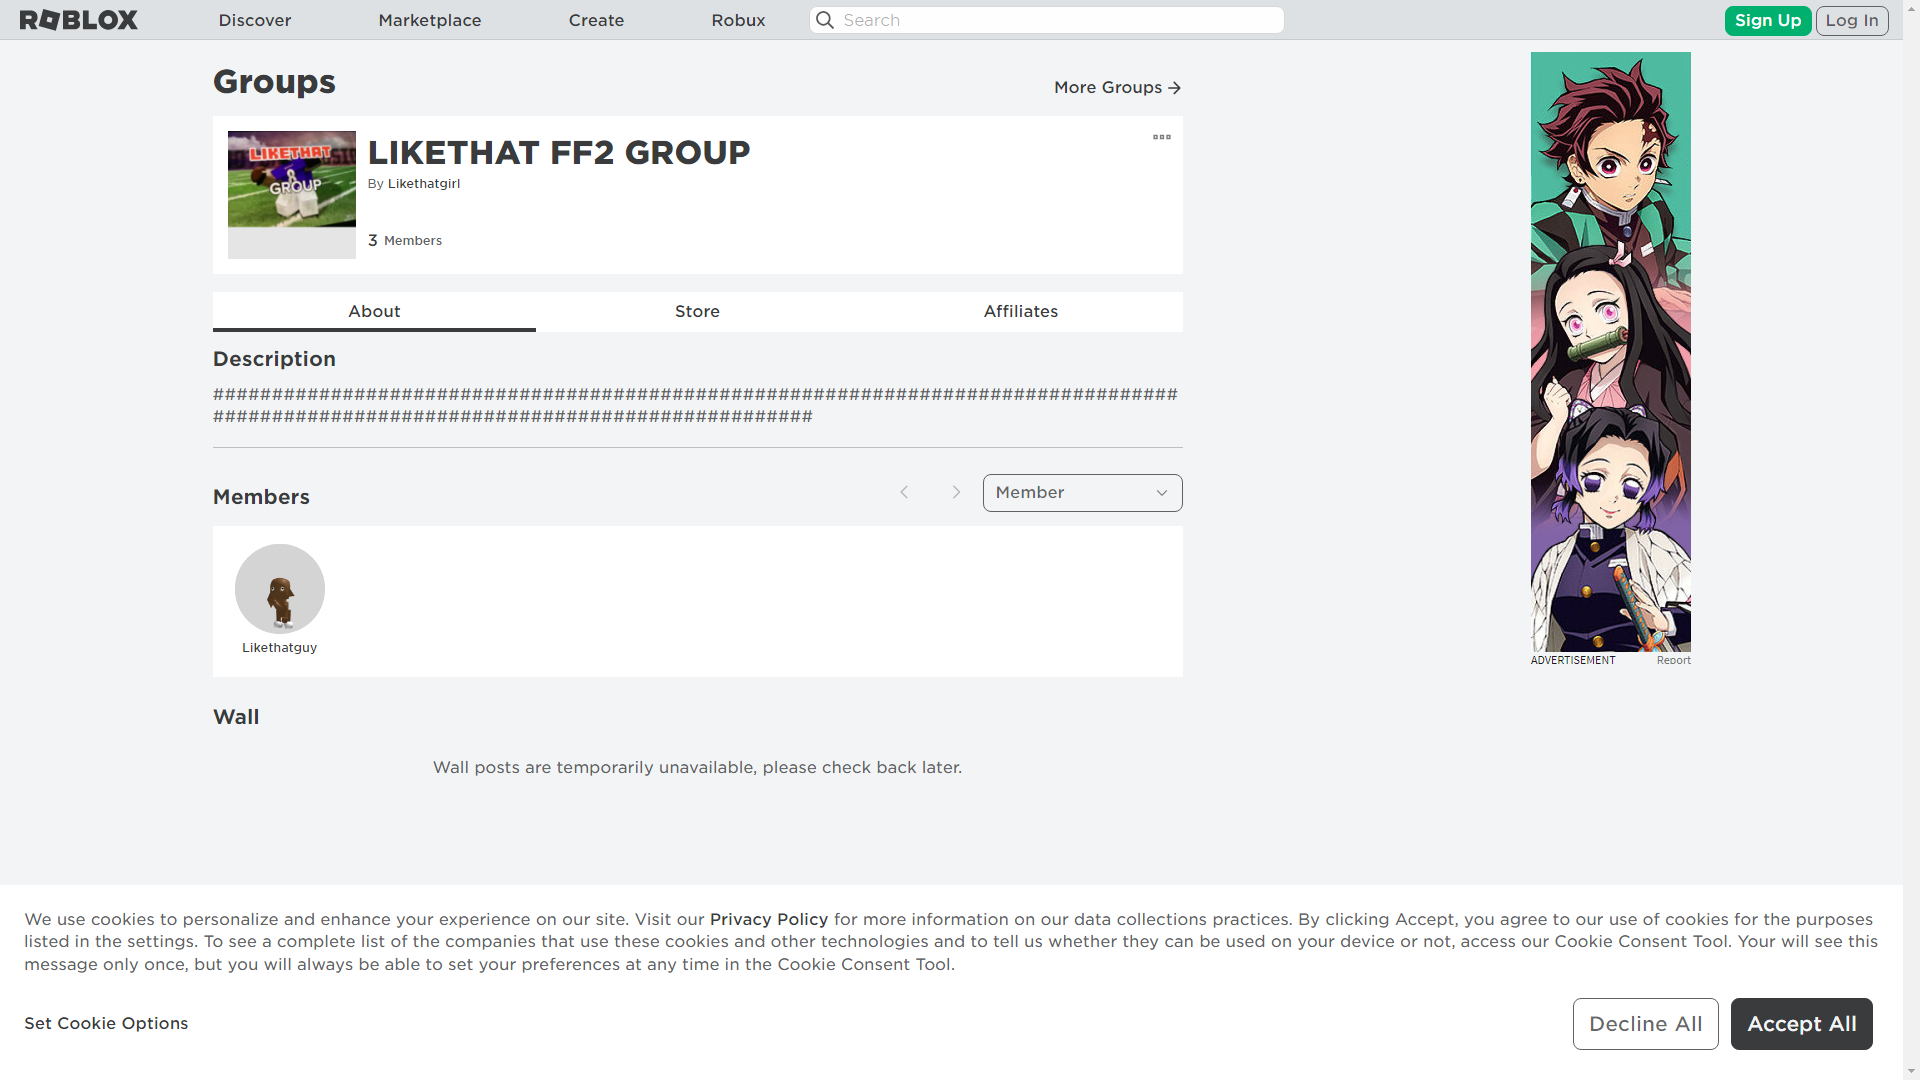 ROBLOX
Discover
Marketplace
Create
Robux
Search
Sign Up
Log In
Groups
More Groups
LIKETHAT
GROUP
LIKETHAT FF2 GROUP
By Likethatgirl
3 Members
About
Store
Affiliates
Description
##################################################################################
###################################################
Members
Member
Likethatguy
Wall
Wall posts are temporarily unavailable, please check back later.
ADVERTISEMENT
Report
We use cookies to personalize and enhance your experience on our site. Visit our Privacy Policy for more information on our data collections practices. By clicking Accept, you agree to our use of cookies for the purposes
listed in the settings. To see a complete list of the companies that use these cookies and other technologies and to tell us whether they can be used on your device or not, access our Cookie Consent Tool. Your will see this
message only once, but you will always be able to set your preferences at any time in the Cookie Consent Tool.
Set Cookie Options
Decline All
Accept All